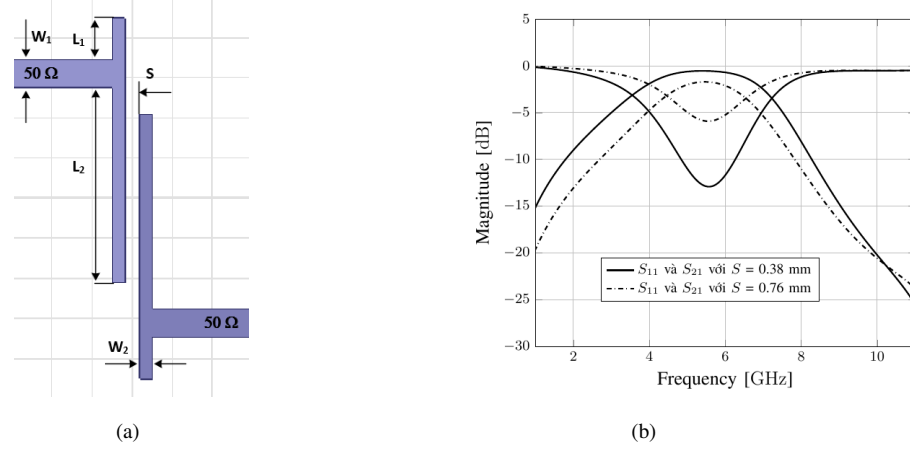 W₁
L₁
S
50 Ω
L₂
50 Ω
W₂
(a)
Magnitude [dB]
0
−5
−10
−15
−20
−25
−30
S₁₁ và S₂₁ với S = 0.38 mm
S₁₁ và S₂₁ với S = 0.76 mm
2 4 6 8 10
Frequency [GHz]
(b)